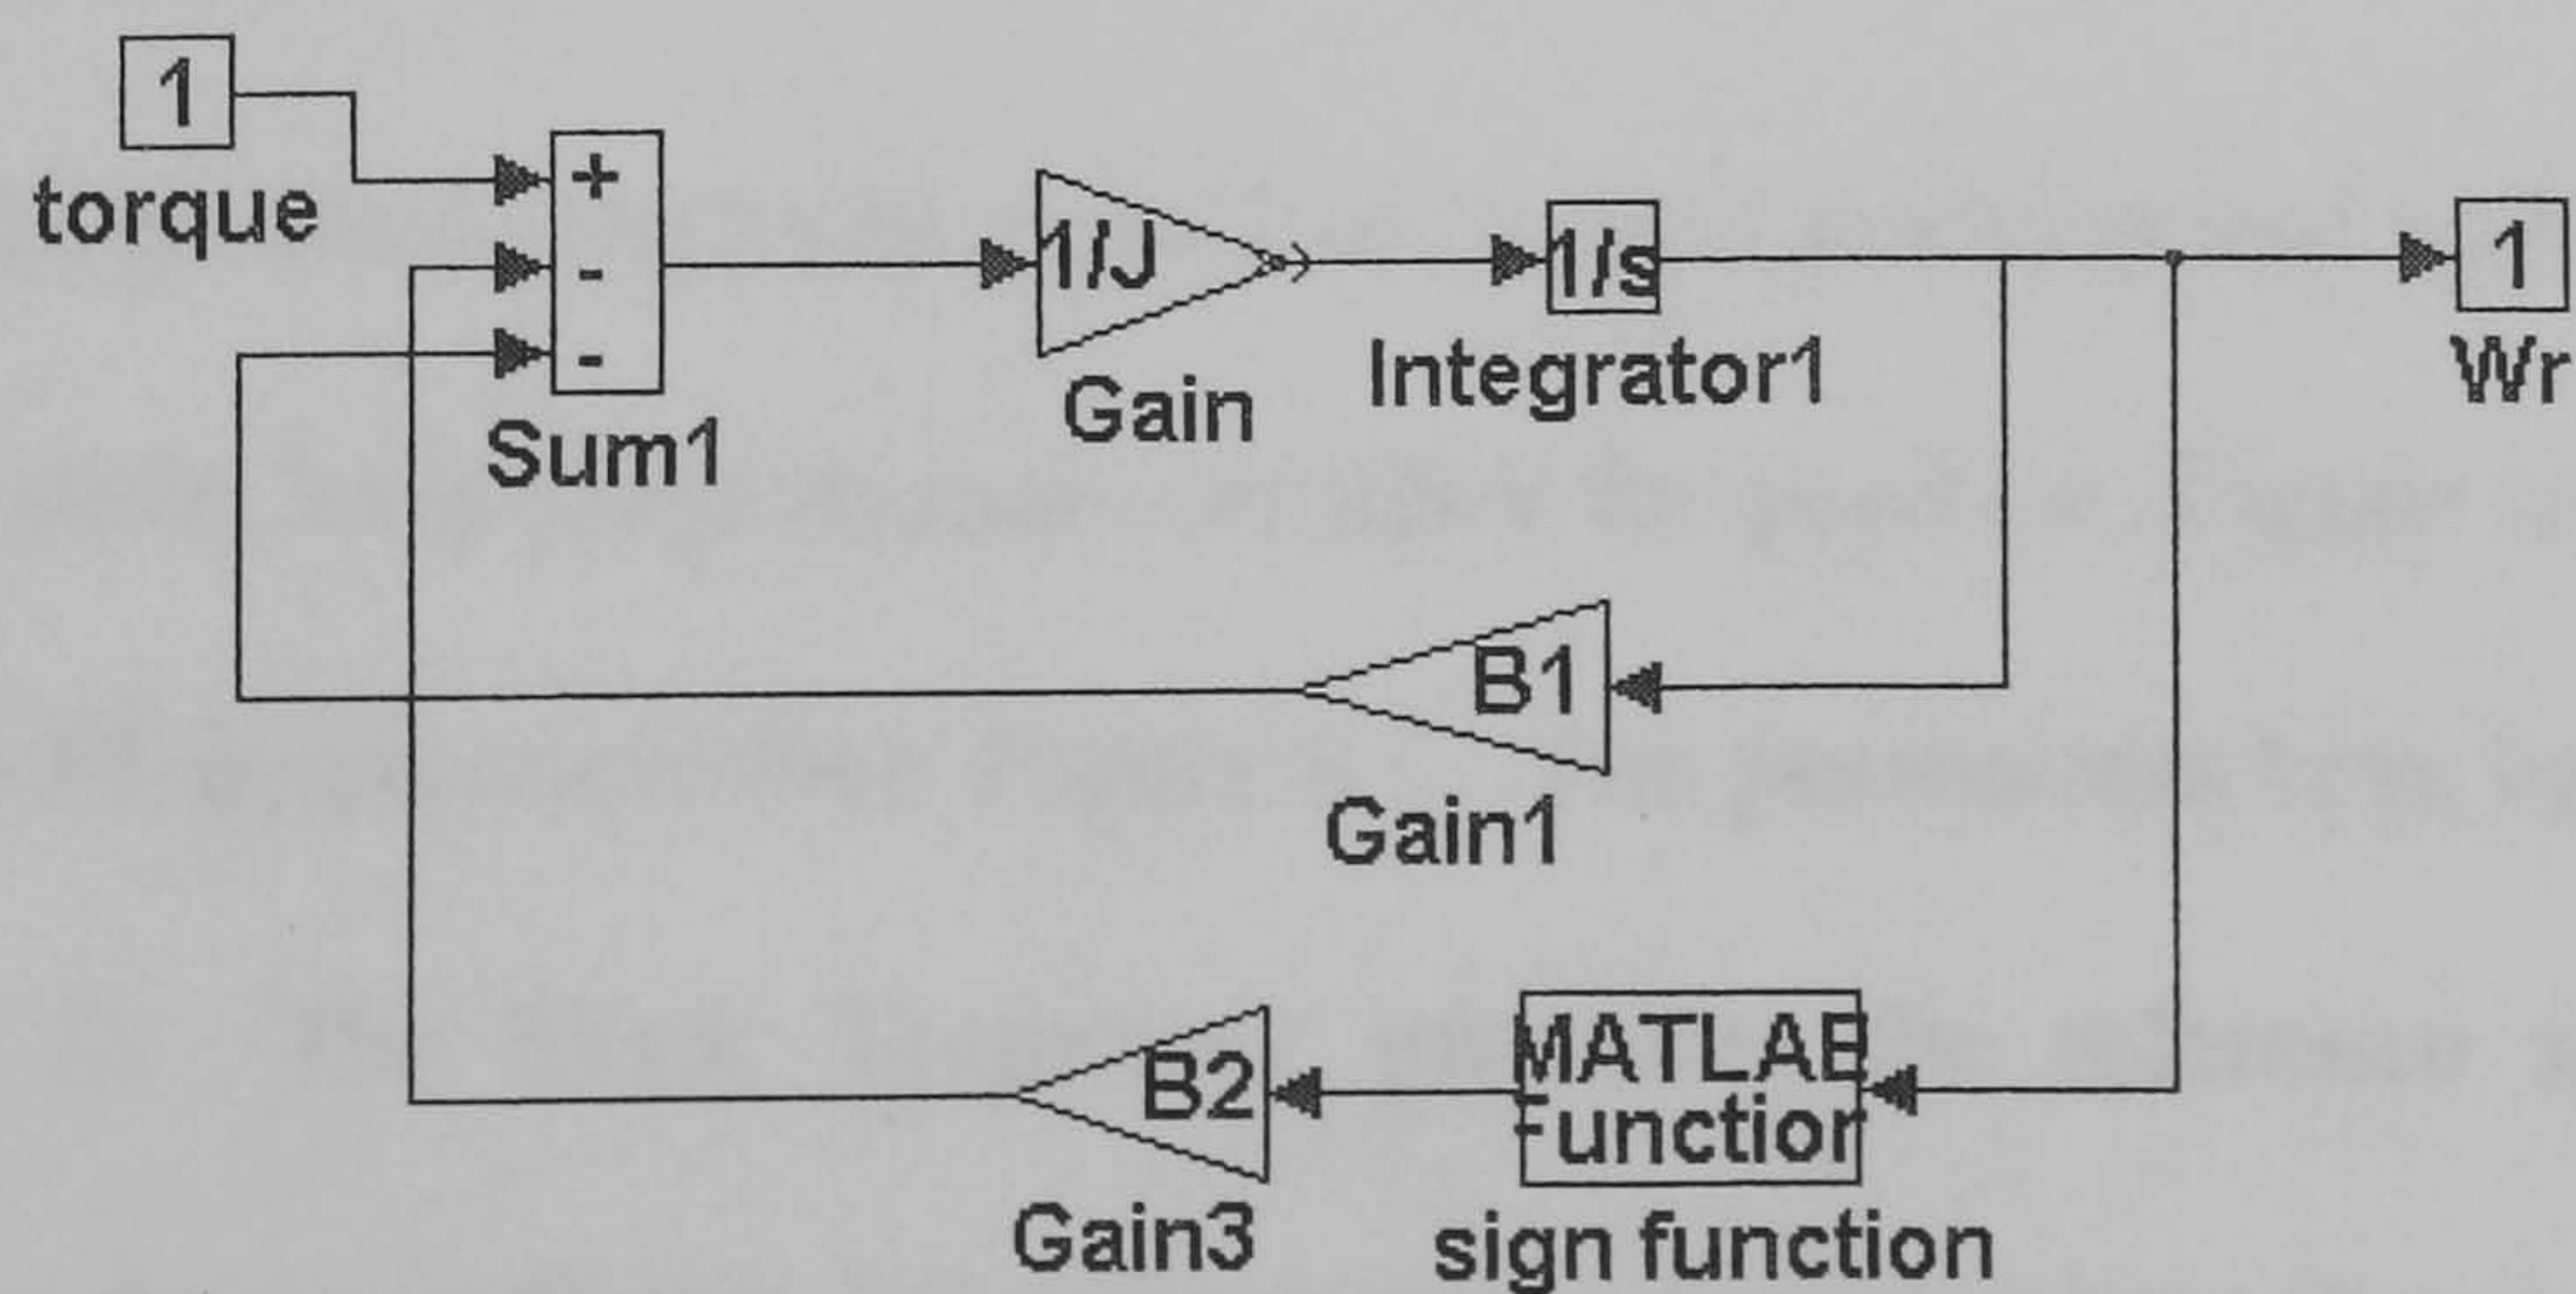 1
torque
+
-
-
Sum1
1/J
Gain
1/s
Integrator1
1
Wr
B1
Gain1
B2
Gain3
MATLAB
Function
sign function